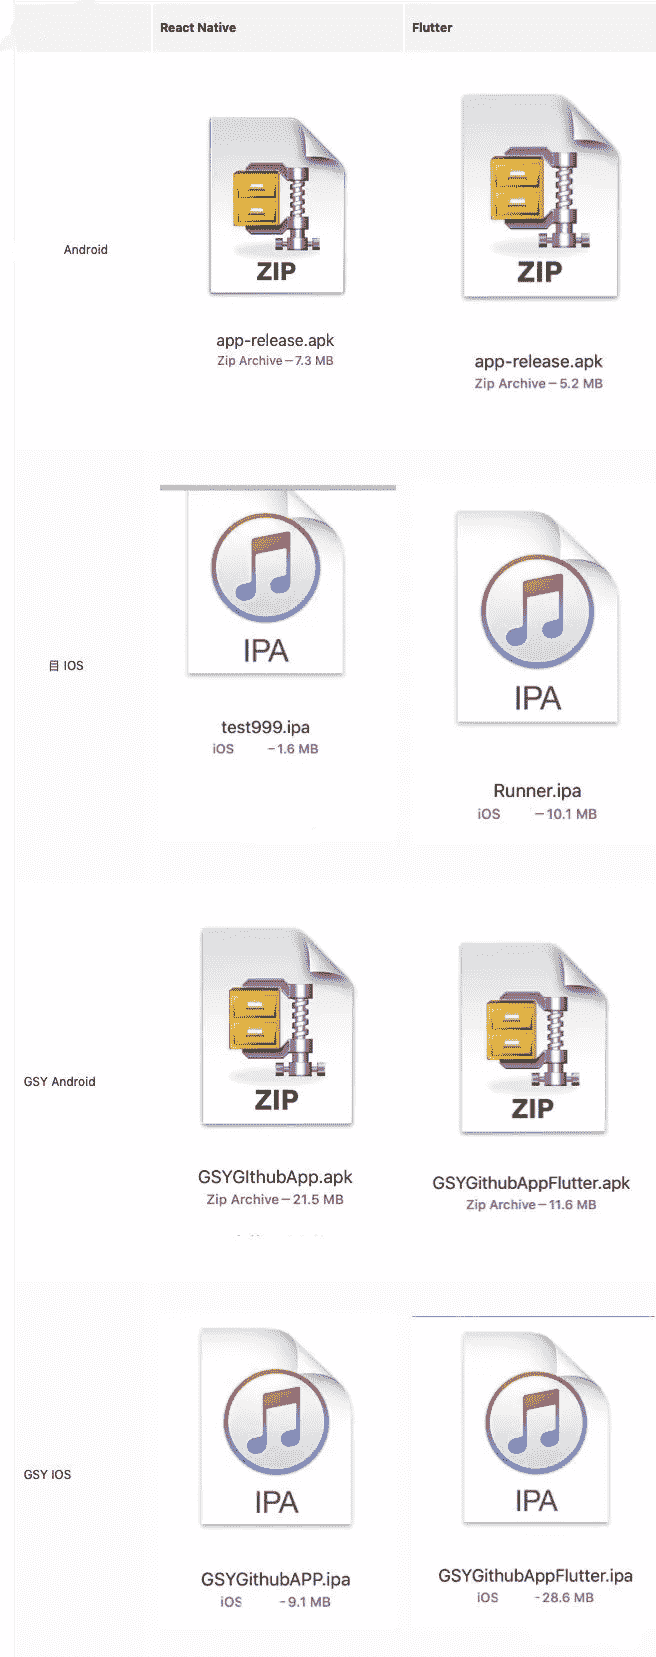 React Native
Flutter
ZIP
ZIP
Android
app-release.apk
Zip Archive – 7.3 MB
app-release.apk
Zip Archive – 5.2 MB
IPA
IPA
目 IOS
test999.ipa
iOS – 1.6 MB
Runner.ipa
iOS – 10.1 MB
ZIP
ZIP
GSY Android
GSYGIthubApp.apk
Zip Archive – 21.5 MB
GSYGithubAppFlutter.apk
Zip Archive – 11.6 MB
IPA
IPA
GSY iOS
GSYGithubAPP.ipa
iOS - 9.1 MB
GSYGithubAppFlutter.ipa
iOS - 28.6 MB